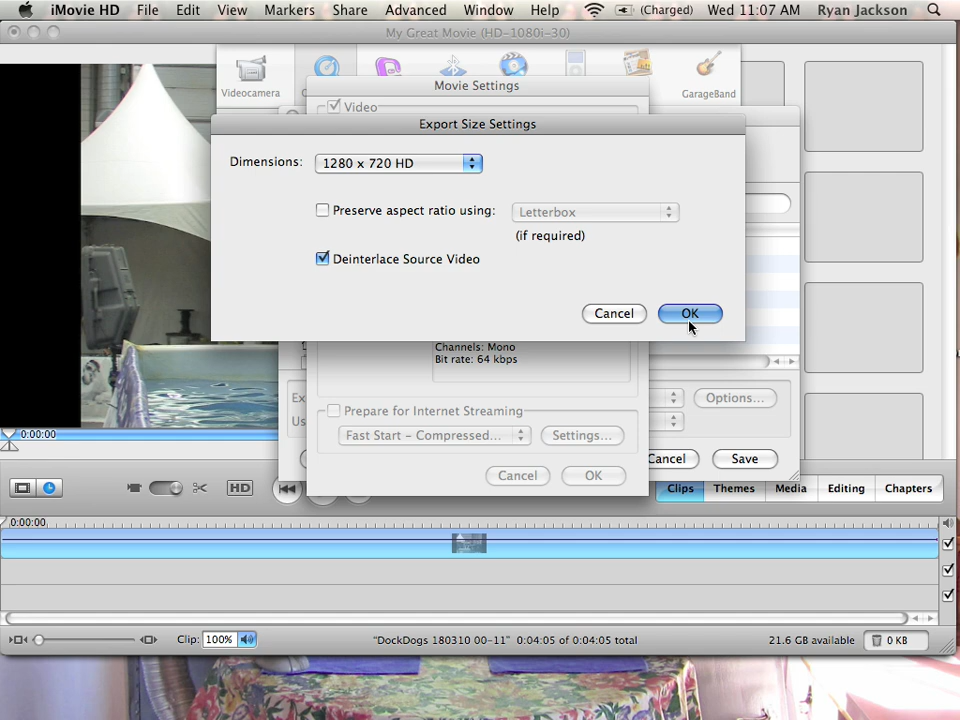 iMovie HD File Edit View Markers Share Advanced Window Help (Charged) Wed 11:07 AM Ryan Jackson
My Great Movie (HD-1080i-30)
Videocamera
GarageBand
Movie Settings
Video
Export Size Settings
Dimensions: 1280 x 720 HD
Preserve aspect ratio using: Letterbox
(if required)
Deinterlace Source Video
Cancel OK
Channels: Mono
Bit rate: 64 kbps
Prepare for Internet Streaming
Options...
Fast Start – Compressed... Settings...
Cancel Save
Cancel OK
0:00:00
HD
Clips Themes Media Editing Chapters
0:00:00
Clip: 100% "DockDogs 180310 00-11" 0:04:05 of 0:04:05 total 21.6 GB available 0 KB